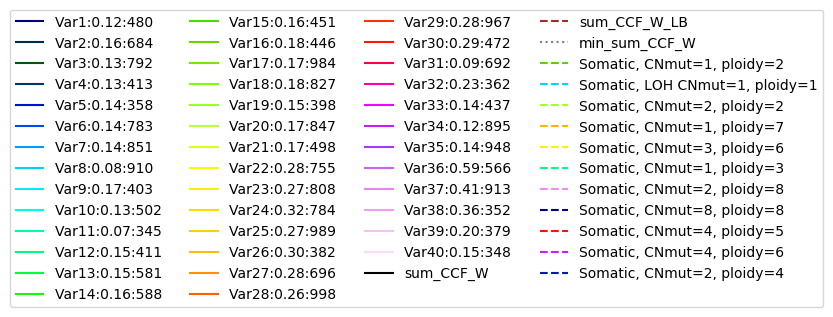 Var1:0.12:480
Var2:0.16:684
Var3:0.13:792
Var4:0.13:413
Var5:0.14:358
Var6:0.14:783
Var7:0.14:851
Var8:0.08:910
Var9:0.17:403
Var10:0.13:502
Var11:0.07:345
Var12:0.15:411
Var13:0.15:581
Var14:0.16:588
Var15:0.16:451
Var16:0.18:446
Var17:0.17:984
Var18:0.18:827
Var19:0.15:398
Var20:0.17:847
Var21:0.17:498
Var22:0.28:755
Var23:0.27:808
Var24:0.32:784
Var25:0.27:989
Var26:0.30:382
Var27:0.28:696
Var28:0.26:998
Var29:0.28:967
Var30:0.29:472
Var31:0.09:692
Var32:0.23:362
Var33:0.14:437
Var34:0.12:895
Var35:0.14:948
Var36:0.59:566
Var37:0.41:913
Var38:0.36:352
Var39:0.20:379
Var40:0.15:348
sum_CCF_W
sum_CCF_W_LB
min_sum_CCF_W
Somatic, CNmut=1, ploidy=2
Somatic, LOH CNmut=1, ploidy=1
Somatic, CNmut=2, ploidy=2
Somatic, CNmut=1, ploidy=7
Somatic, CNmut=3, ploidy=6
Somatic, CNmut=1, ploidy=3
Somatic, CNmut=2, ploidy=8
Somatic, CNmut=8, ploidy=8
Somatic, CNmut=4, ploidy=5
Somatic, CNmut=4, ploidy=6
Somatic, CNmut=2, ploidy=4